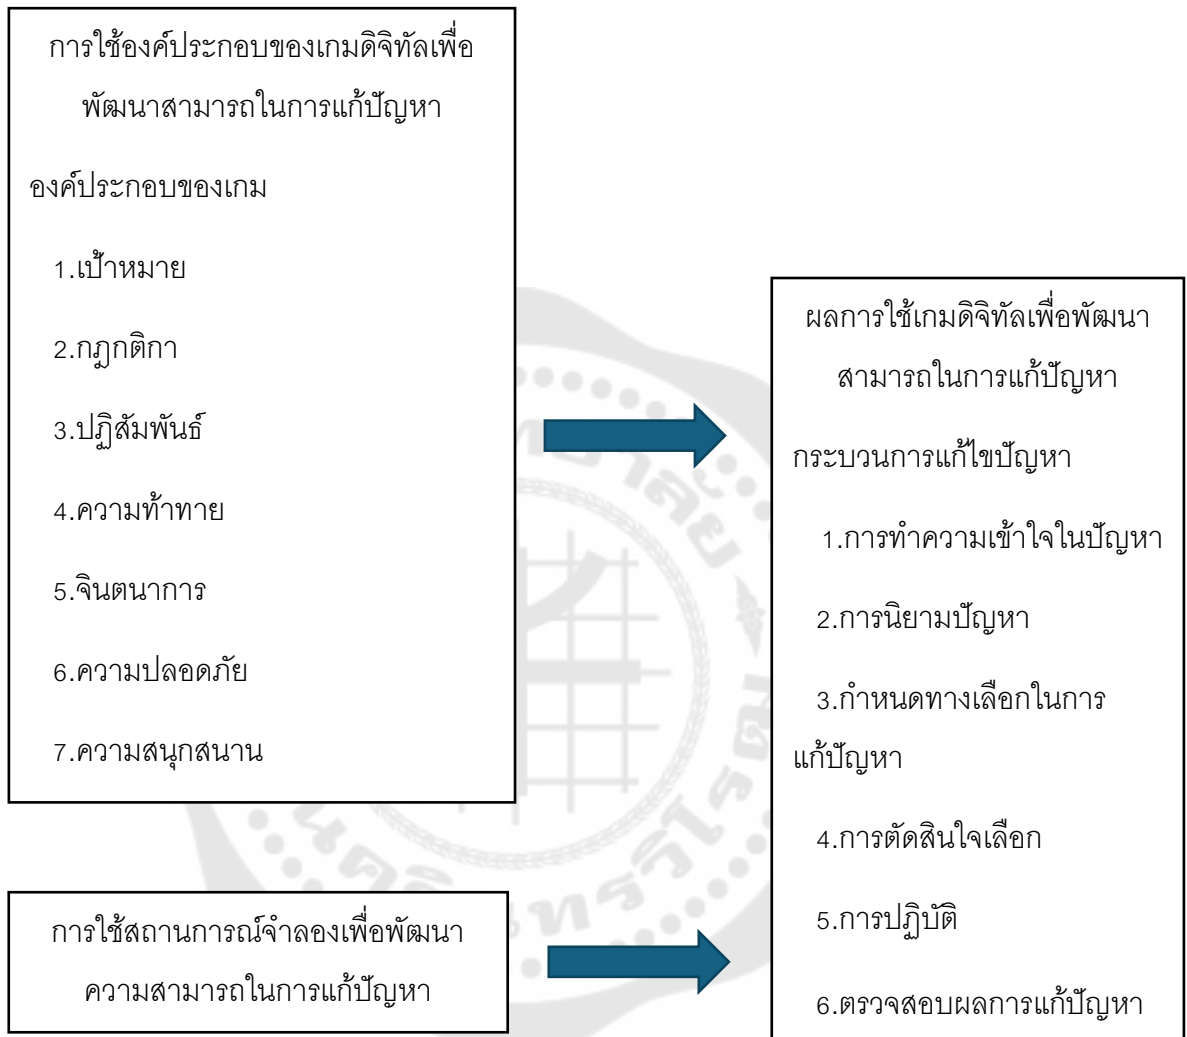 การใช้องค์ประกอบของเกมดิจิทัลเพื่อ
พัฒนาสามารถในการแก้ปัญหา
องค์ประกอบของเกม
1.เป้าหมาย
2.กฎกติกา
3.ปฏิสัมพันธ์
4.ความท้าทาย
5.จินตนาการ
6.ความปลอดภัย
7.ความสนุกสนาน
การใช้สถานการณ์จำลองเพื่อพัฒนา
ความสามารถในการแก้ปัญหา
ผลการใช้เกมดิจิทัลเพื่อพัฒนา
สามารถในการแก้ปัญหา
กระบวนการแก้ไขปัญหา
1.การทำความเข้าใจในปัญหา
2.การนิยามปัญหา
3.กำหนดทางเลือกในการ
แก้ปัญหา
4.การตัดสินใจเลือก
5.การปฏิบัติ
6.ตรวจสอบผลการแก้ปัญหา